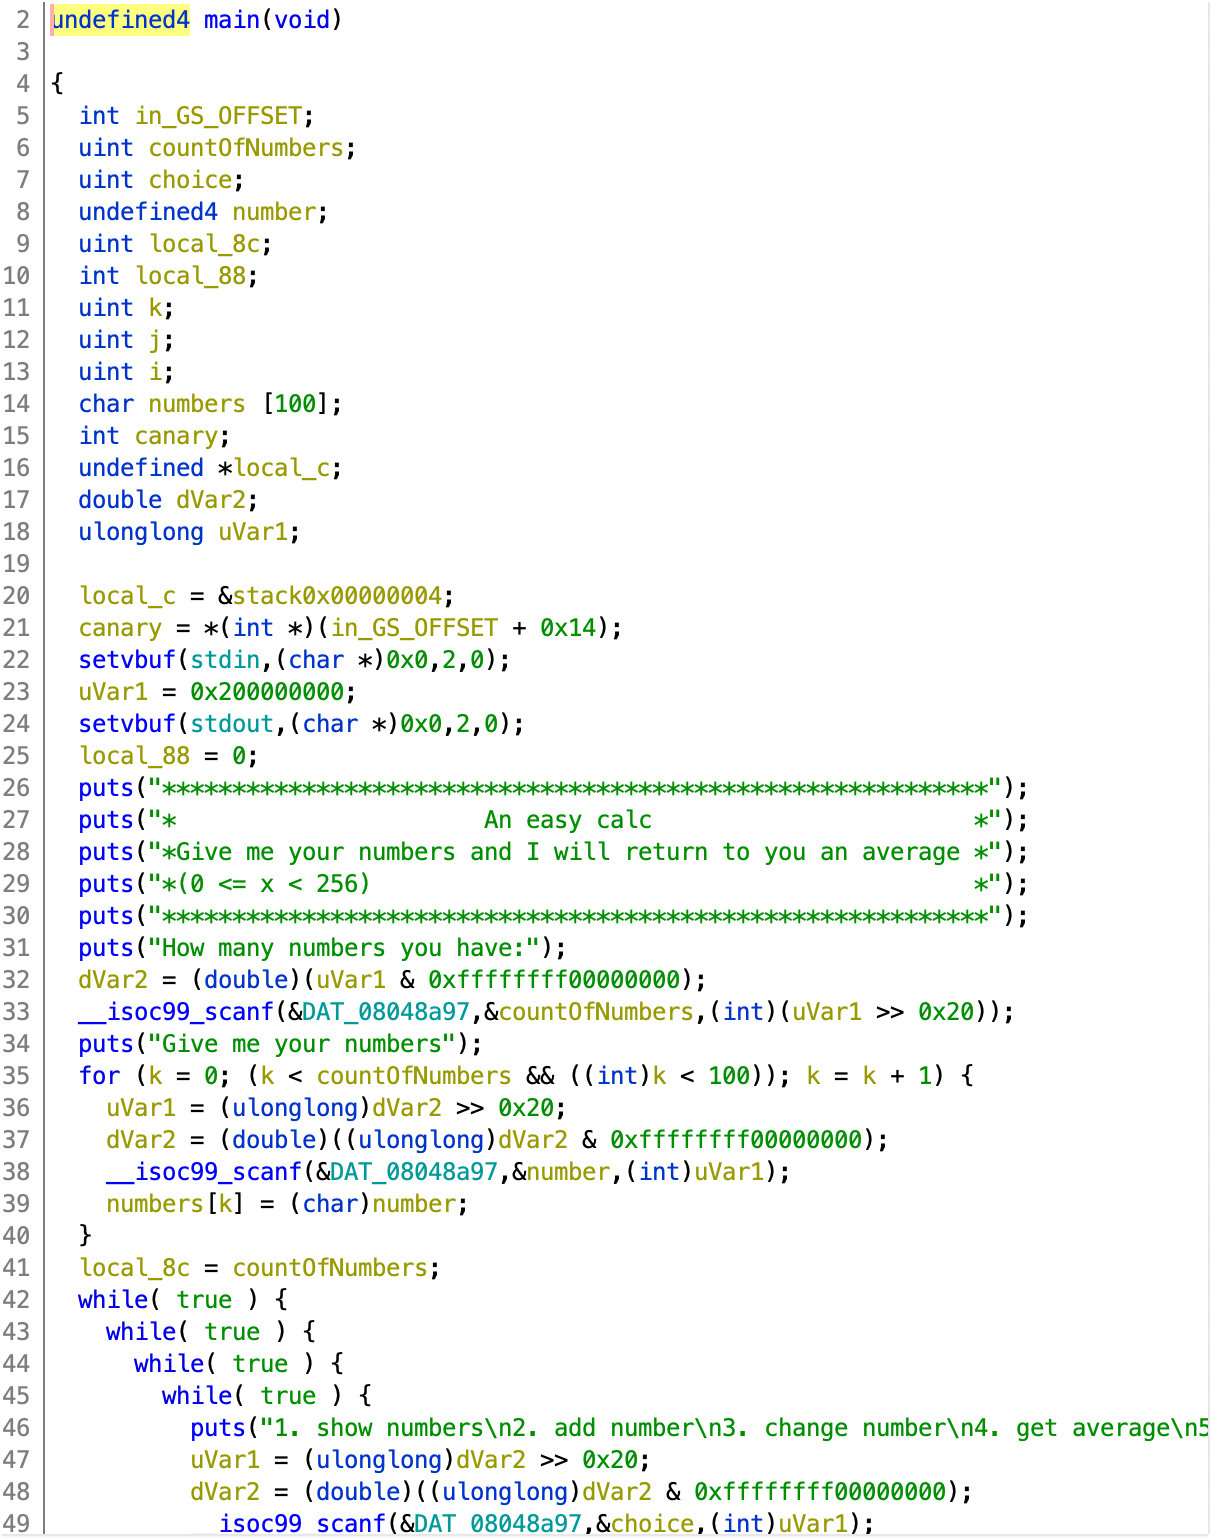 2 undefined4 main(void)
3
4 {
5 int in_GS_OFFSET;
6 uint countOfNumbers;
7 uint choice;
8 undefined4 number;
9 uint local_8c;
10 int local_88;
11 uint k;
12 uint j;
13 uint i;
14 char numbers [100];
15 int canary;
16 undefined *local_c;
17 double dVar2;
18 ulonglong uVar1;
19
20 local_c = &stack0x00000004;
21 canary = *(int *)(in_GS_OFFSET + 0x14);
22 setvbuf(stdin,(char *)0x0,2,0);
23 uVar1 = 0x200000000;
24 setvbuf(stdout,(char *)0x0,2,0);
25 local_88 = 0;
26 puts("***********************************************************");
27 puts("*                      An easy calc                       *");
28 puts("*Give me your numbers and I will return to you an average *");
29 puts("*(0 <= x < 256)                                           *");
30 puts("***********************************************************");
31 puts("How many numbers you have:");
32 dVar2 = (double)(uVar1 & 0xffffffff00000000);
33 __isoc99_scanf(&DAT_08048a97,&countOfNumbers,(int)(uVar1 >> 0x20));
34 puts("Give me your numbers");
35 for (k = 0; (k < countOfNumbers && ((int)k < 100)); k = k + 1) {
36 uVar1 = (ulonglong)dVar2 >> 0x20;
37 dVar2 = (double)((ulonglong)dVar2 & 0xffffffff00000000);
38 __isoc99_scanf(&DAT_08048a97,&number,(int)uVar1);
39 numbers[k] = (char)number;
40 }
41 local_8c = countOfNumbers;
42 while( true ) {
43 while( true ) {
44 while( true ) {
45 while( true ) {
46 puts("1. show numbers\n2. add number\n3. change number\n4. get average\n5
47 uVar1 = (ulonglong)dVar2 >> 0x20;
48 dVar2 = (double)((ulonglong)dVar2 & 0xffffffff00000000);
49 __isoc99_scanf(&DAT_08048a97,&choice,(int)uVar1);